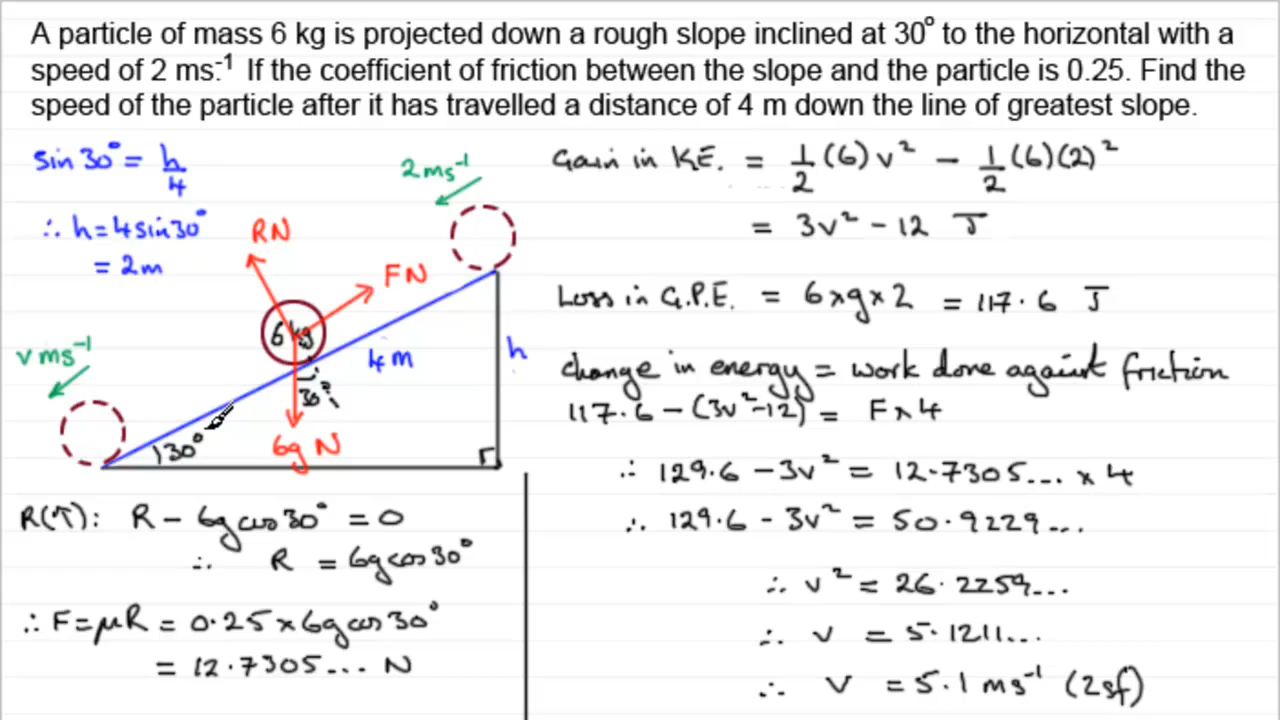 A particle of mass 6 kg is projected down a rough slope inclined at 30° to the horizontal with a
speed of 2 ms.⁻¹ If the coefficient of friction between the slope and the particle is 0.25. Find the
speed of the particle after it has travelled a distance of 4 m down the line of greatest slope.
sin 30° = h/4
∴ h = 4 sin 30°
= 2m
2 ms⁻¹
RN
FN
6 kg
4 m
h
v ms⁻¹
30°
130°
6g N
R(↑): R − 6g cos 30° = 0
∴ R = 6g cos 30°
∴ F = μR = 0.25 × 6g cos 30°
= 12.7305... N
Gain in K.E. = 1/2 (6) v² − 1/2 (6)(2)²
= 3v² − 12 J
Loss in G.P.E. = 6 × g × 2 = 117.6 J
change in energy = work done against friction
117.6 − (3v² − 12) = F × 4
∴ 129.6 − 3v² = 12.7305... × 4
∴ 129.6 − 3v² = 50.9229...
∴ v² = 26.2259...
∴ v = 5.1211...
∴ V = 5.1 ms⁻¹ (2sf)